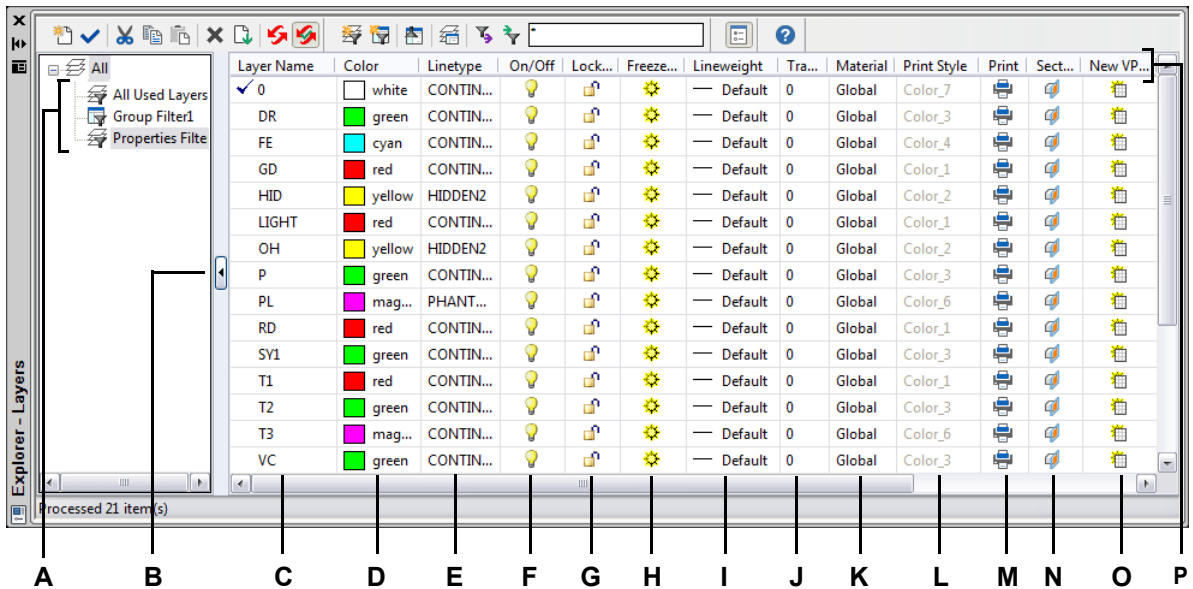 *
All
All Used Layers
Group Filter1
Properties Filte
Layer Name Color Linetype On/Off Lock... Freeze... Lineweight Tra... Material Print Style Print Sect... New VP...
0 white CONTIN... Default 0 Global Color_7
DR green CONTIN... Default 0 Global Color_3
FE cyan CONTIN... Default 0 Global Color_4
GD red CONTIN... Default 0 Global Color_1
HID yellow HIDDEN2 Default 0 Global Color_2
LIGHT red CONTIN... Default 0 Global Color_1
OH yellow HIDDEN2 Default 0 Global Color_2
P green CONTIN... Default 0 Global Color_3
PL mag... PHANT... Default 0 Global Color_6
RD red CONTIN... Default 0 Global Color_1
SY1 green CONTIN... Default 0 Global Color_3
T1 red CONTIN... Default 0 Global Color_1
T2 green CONTIN... Default 0 Global Color_3
T3 mag... CONTIN... Default 0 Global Color_6
VC green CONTIN... Default 0 Global Color_3
Explorer - Layers
Processed 21 item(s)
A B C D E F G H I J K L M N O P